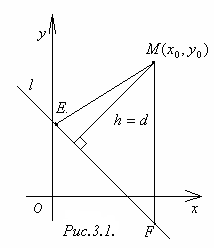 y
M(x₀, y₀)
l
E
h = d
O
x
Рис.3.1.
F